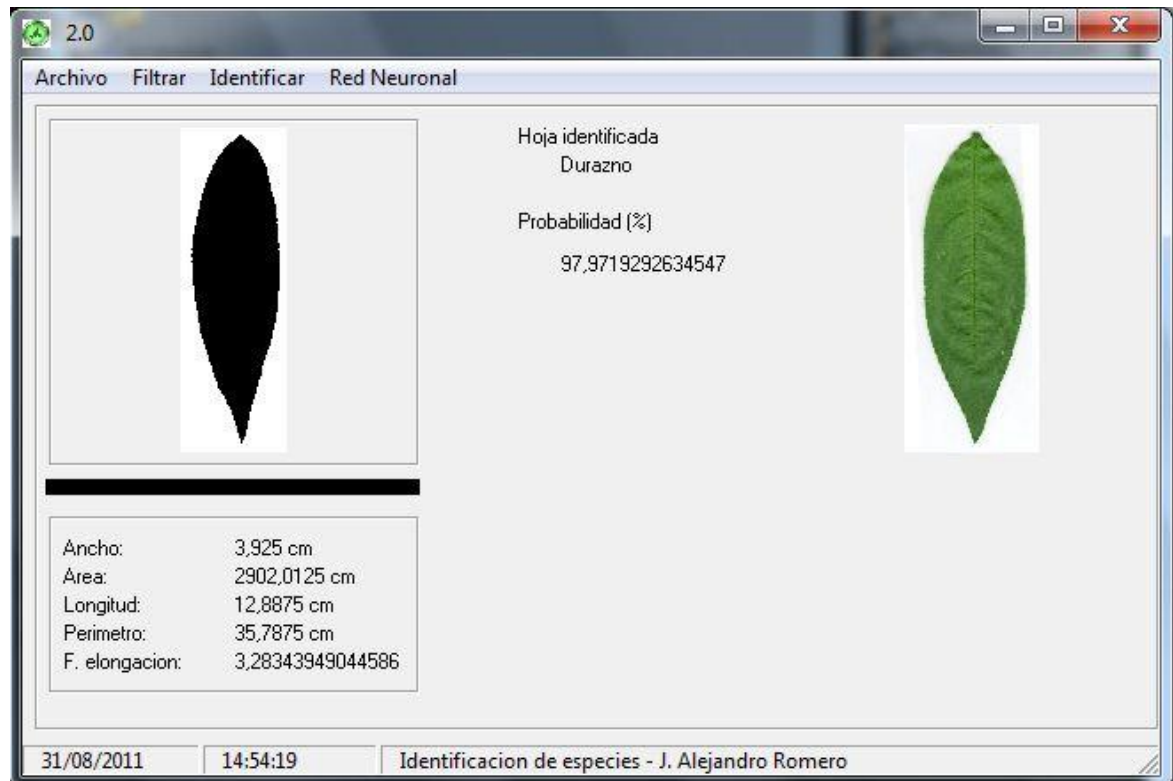 2.0
Archivo Filtrar Identificar Red Neuronal
Hoja identificada
Durazno
Probabilidad (%)
97,9719292634547
Ancho: 3,925 cm
Area: 2902,0125 cm
Longitud: 12,8875 cm
Perimetro: 35,7875 cm
F. elongacion: 3,28343949044586
31/08/2011 14:54:19 Identificacion de especies - J. Alejandro Romero